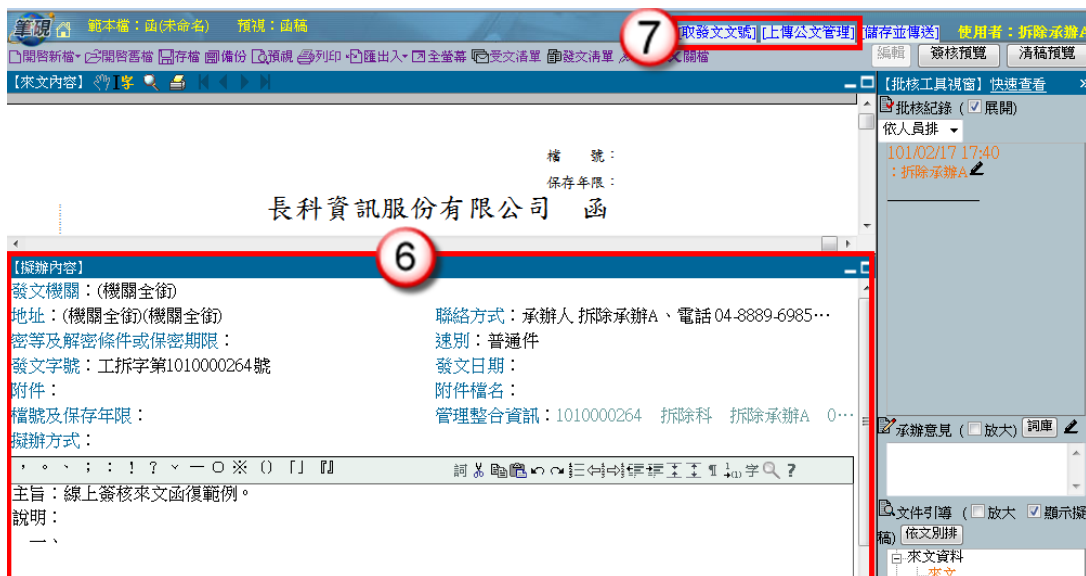 筆硯 範本檔：函(未命名) 預視：函稿 7 取發文文號] [上傳公文管理] [儲存並傳送] 使用者：拆除承辦A
開啓新檔 開啓舊檔 存檔 備份 預視 列印 匯出入 全螢幕 受文清單 發文清單 關檔 編輯 簽核預覽 清稿預覽
【來文內容】 【批核工具視窗】快速查看 »
批核紀錄 (展開)
依人員排
檔 號：
101/02/17 17:40
：拆除承辦A
保存年限：
長科資訊股份有限公司 函
6
【擬辦內容】
發文機關：(機關全銜)
地址：(機關全銜)(機關全銜) 聯絡方式：承辦人 拆除承辦A、電話 04-8889-6985…
密等及解密條件或保密期限： 速別：普通件
發文字號：工拆字第1010000264號 發文日期：
附件： 附件檔名：
檔號及保存年限： 管理整合資訊：1010000264 拆除科 拆除承辦A 0…
擬辦方式：
承辦意見 (放大) 詞庫
，。、；：！？ˇ—○※()「」『』 詞 字 ?
主旨：線上簽核來文函復範例。
說明：
一、
文件引導 (放大 顯示擬
稿) 依文別排
來文資料
來文